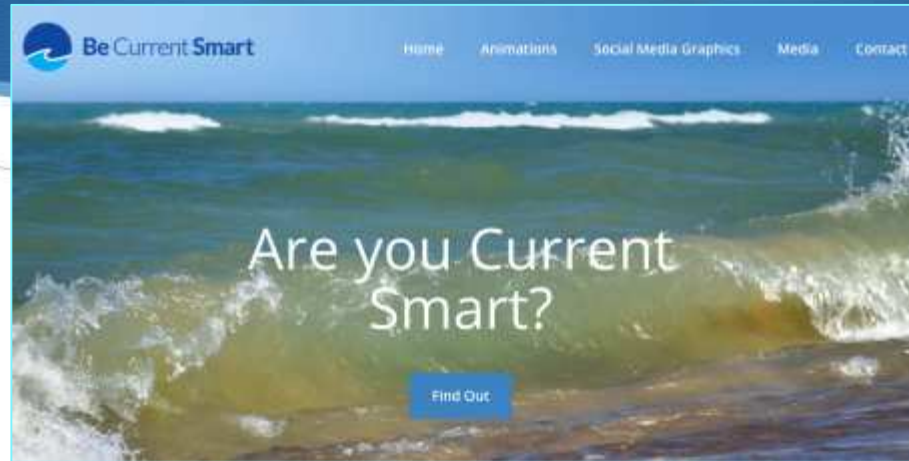 Be Current Smart
Home Animations Social Media Graphics Media Contact
Are you Current
Smart?
Find Out